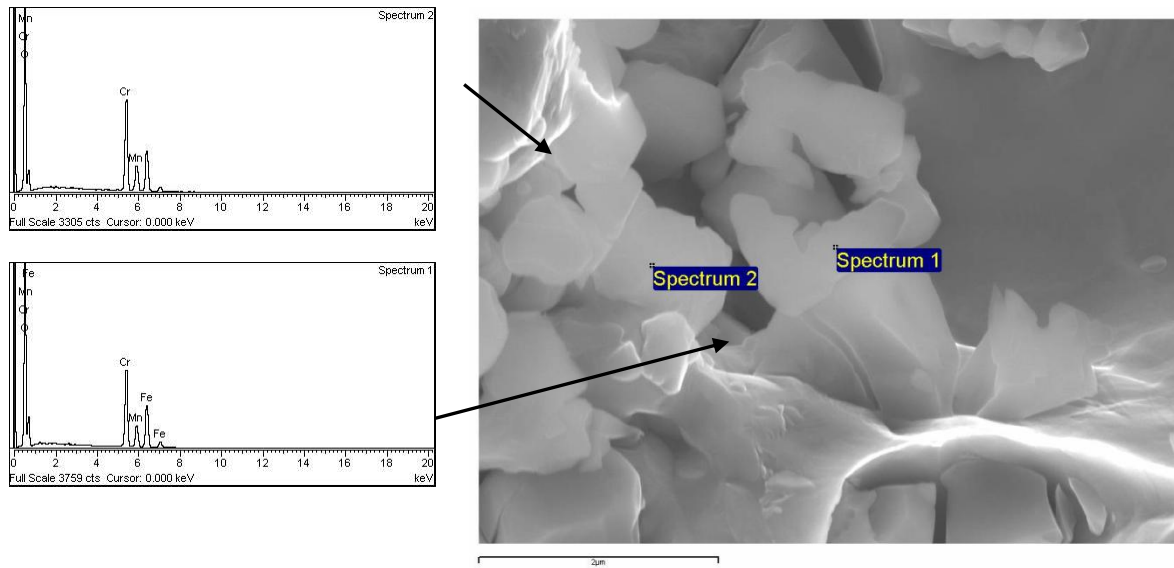 Spectrum 2
Mn
Cr
O
Cr
Mn
0 2 4 6 8 10 12 14 16 18 20
Full Scale 3305 cts Cursor: 0.000 keV keV
Spectrum 1
Fe
Mn
Cr
O
Cr
Fe
Mn
Fe
0 2 4 6 8 10 12 14 16 18 20
Full Scale 3759 cts Cursor: 0.000 keV keV
Spectrum 1
Spectrum 2
2µm